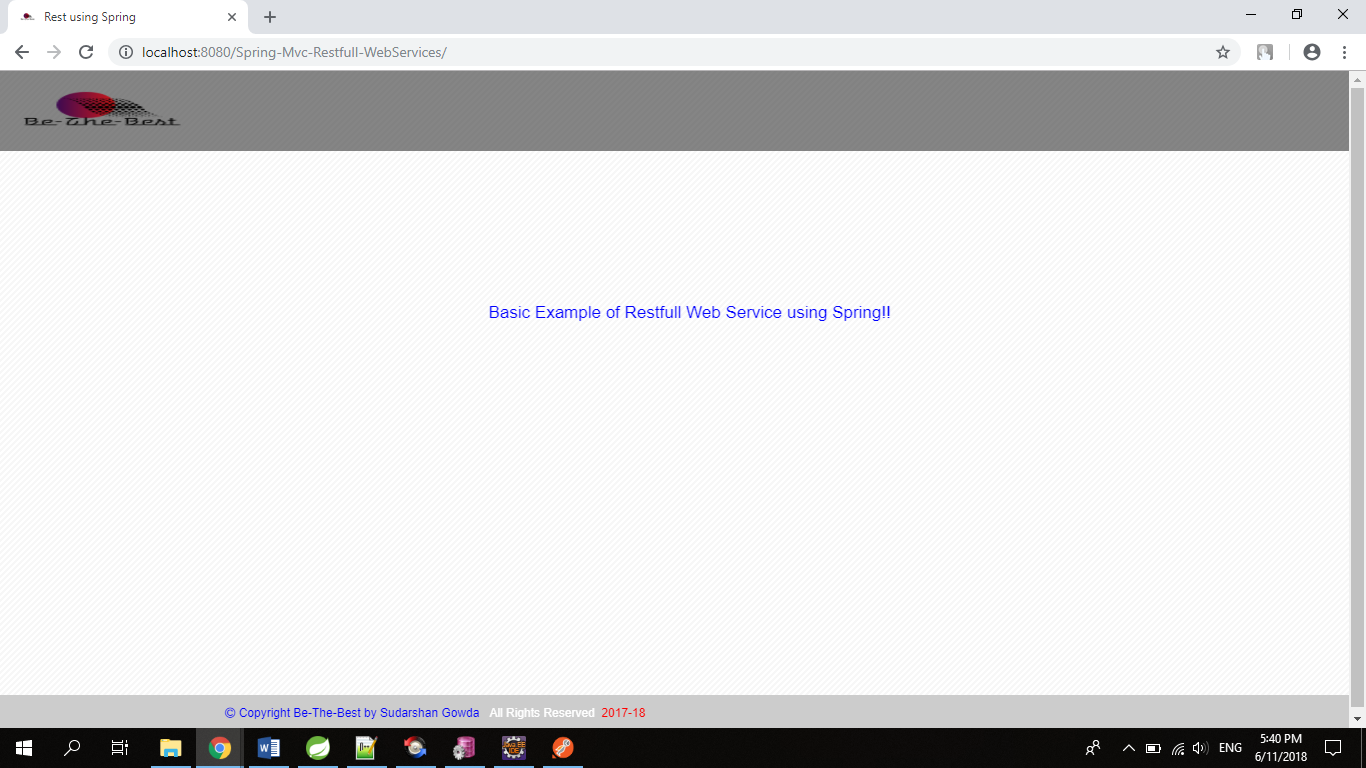 Rest using Spring
localhost:8080/Spring-Mvc-Restfull-WebServices/
Be-The-Best
Basic Example of Restfull Web Service using Spring!!
© Copyright Be-The-Best by Sudarshan Gowda All Rights Reserved 2017-18
ENG
5:40 PM
6/11/2018